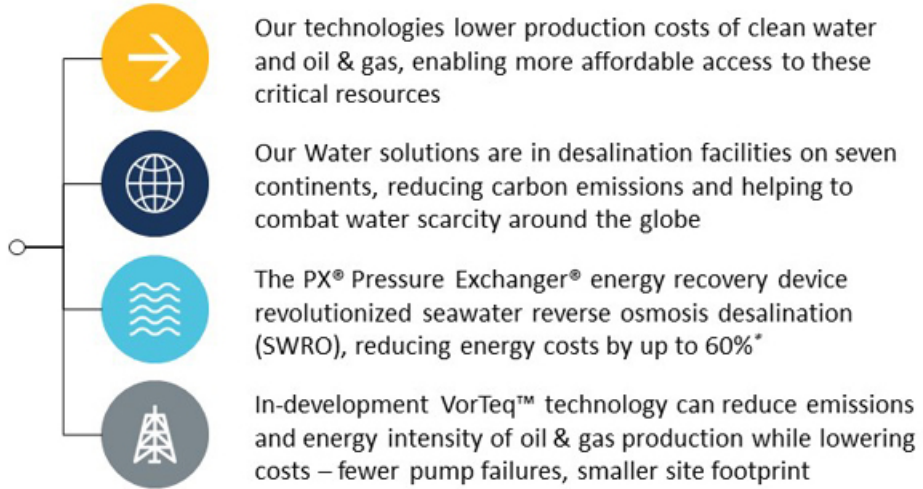 Our technologies lower production costs of clean water
and oil & gas, enabling more affordable access to these
critical resources
Our Water solutions are in desalination facilities on seven
continents, reducing carbon emissions and helping to
combat water scarcity around the globe
The PX® Pressure Exchanger® energy recovery device
revolutionized seawater reverse osmosis desalination
(SWRO), reducing energy costs by up to 60%*
In-development VorTeq™ technology can reduce emissions
and energy intensity of oil & gas production while lowering
costs – fewer pump failures, smaller site footprint